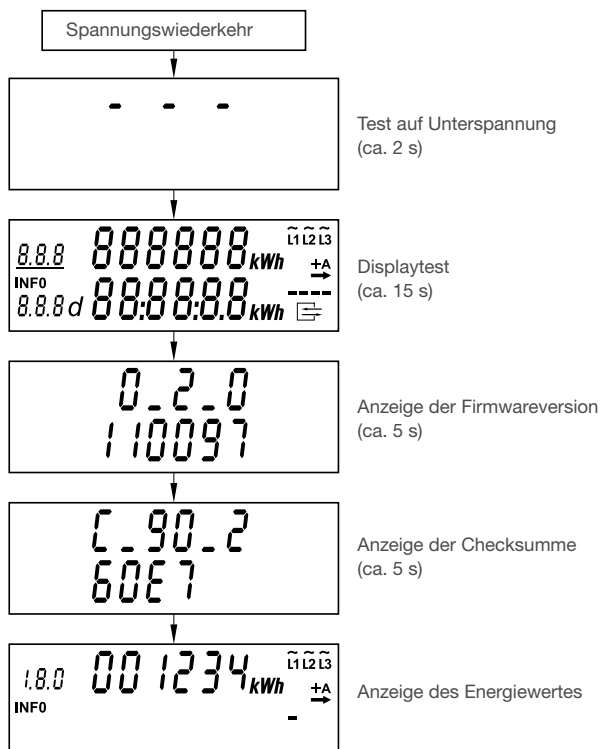 Spannungswiederkehr
- - -
Test auf Unterspannung
(ca. 2 s)
8.8.8 888888 kWh L1 L2 L3
+A
INFO
8.8.8 d 88:88:8.8 kWh
Displaytest
(ca. 15 s)
0_2_0
110097
Anzeige der Firmwareversion
(ca. 5 s)
C_90_2
60E7
Anzeige der Checksumme
(ca. 5 s)
1.8.0 001234 kWh L1 L2 L3
+A
INFO
-
Anzeige des Energiewertes